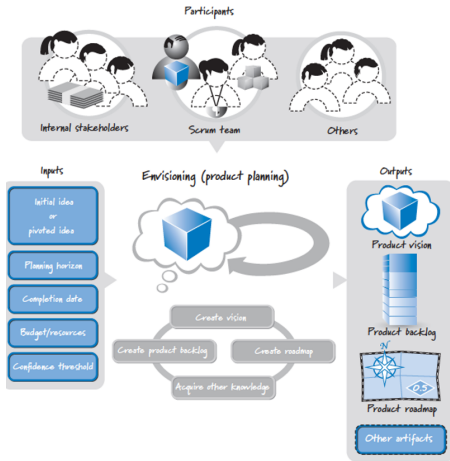 Participants
Internal stakeholders
Scrum team
Others
Inputs
Envisioning (product planning)
Outputs
Initial idea
or
pivoted idea
Planning horizon
Completion date
Budget/resources
Confidence threshold
Create vision
Create product backlog
Create roadmap
Acquire other knowledge
Product vision
Product backlog
N
0.5
Product roadmap
Other artifacts